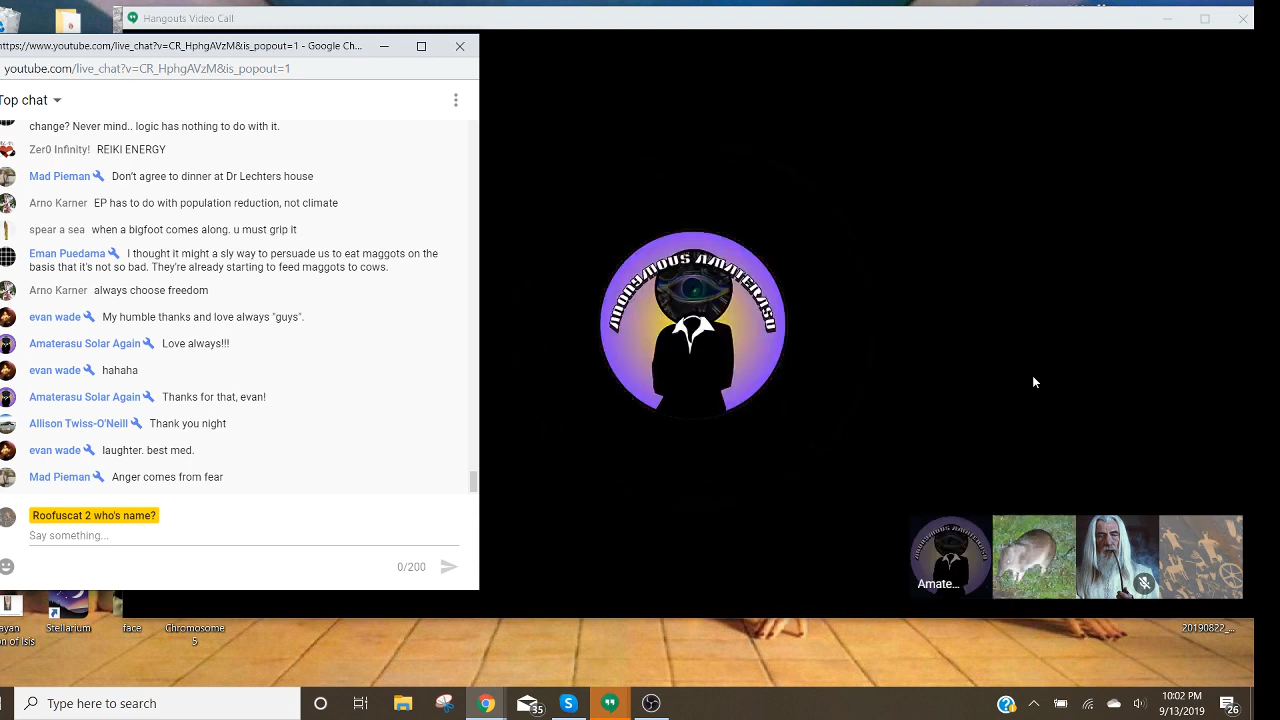 Hangouts Video Call
https://www.youtube.com/live_chat?v=CR_HphgAVzM&is_popout=1 - Google Ch...
youtube.com/live_chat?v=CR_HphgAVzM&is_popout=1
Top chat
change? Never mind.. logic has nothing to do with it.
Zer0 Infinity! REIKI ENERGY
Mad Pieman Don't agree to dinner at Dr Lechters house
Arno Karner EP has to do with population reduction, not climate
spear a sea when a bigfoot comes along. u must grip it
Eman Puedama I thought it might a sly way to persuade us to eat maggots on the
basis that it's not so bad. They're already starting to feed maggots to cows.
Arno Karner always choose freedom
evan wade My humble thanks and love always "guys".
Amaterasu Solar Again Love always!!!
evan wade hahaha
Amaterasu Solar Again Thanks for that, evan!
Allison Twiss-O'Neill Thank you night
evan wade laughter. best med.
Mad Pieman Anger comes from fear
Roofuscat 2 who's name?
Say something...
0/200
ANONYMOUS AMATERASU
Amate...
ayan
on of Isis
Stellarium
face
Chromosome
5
20190822_...
Type here to search
35
10:02 PM
9/13/2019
26